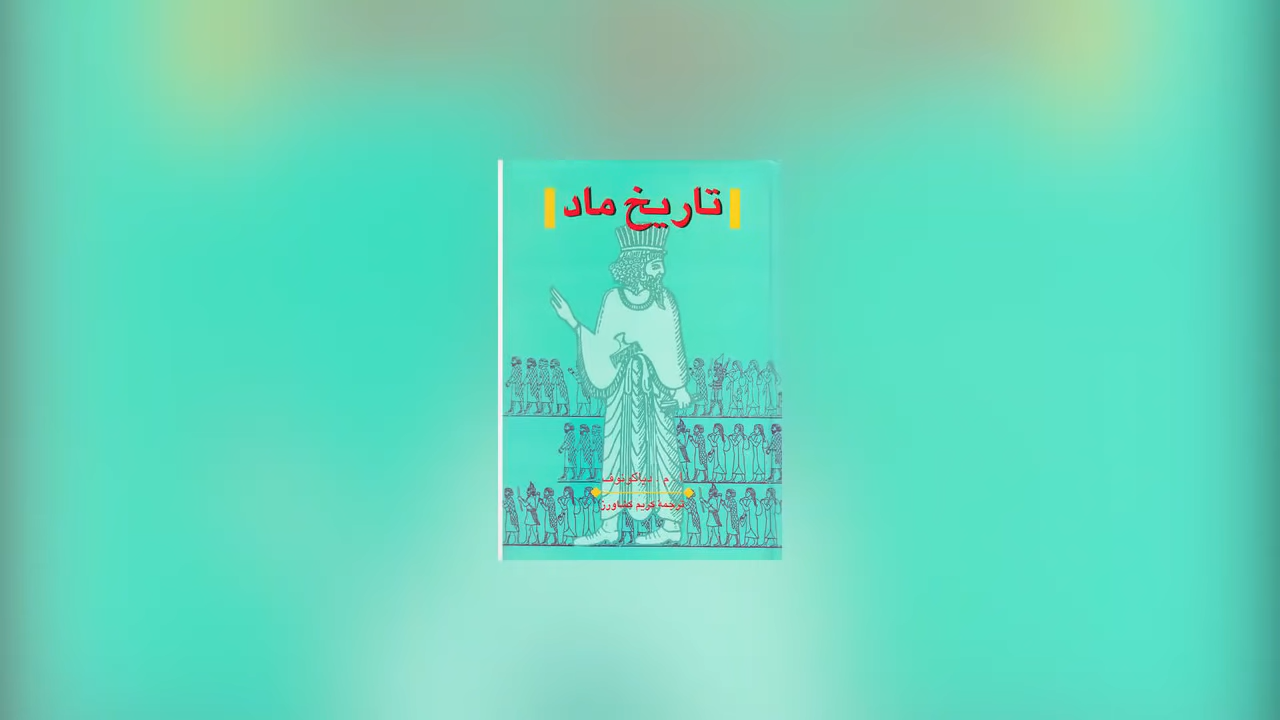 تاریخ ماد
م . دیاکونوف
ترجمه کریم کشاورز